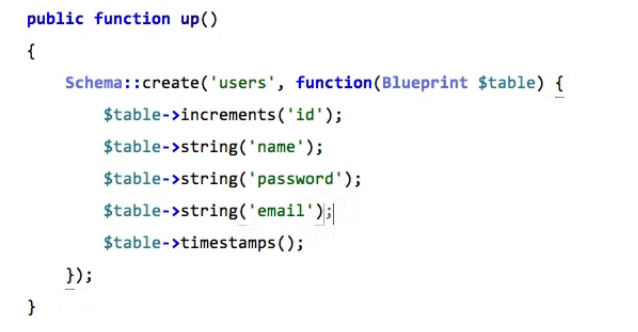 public function up()
{
Schema::create('users', function(Blueprint $table) {
$table->increments('id');
$table->string('name');
$table->string('password');
$table->string('email');
$table->timestamps();
});
}